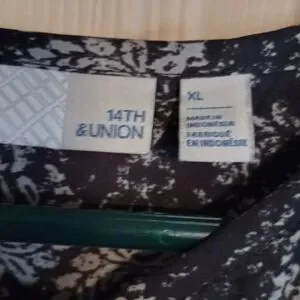 14TH
&UNION
XL
MADE IN
INDONESIA
FABRIQUÉ
EN INDONÉSIE